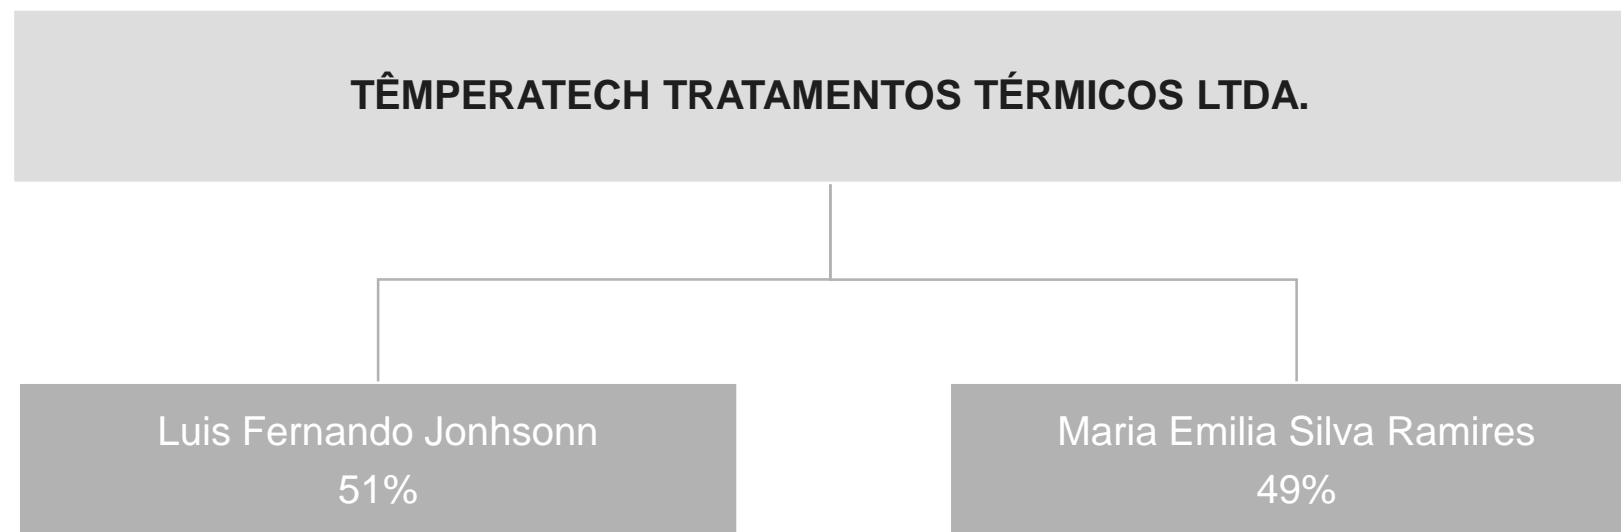 TÊMPERATECH TRATAMENTOS TÉRMICOS LTDA.
Luis Fernando Jonhsonn
51%
Maria Emilia Silva Ramires
49%